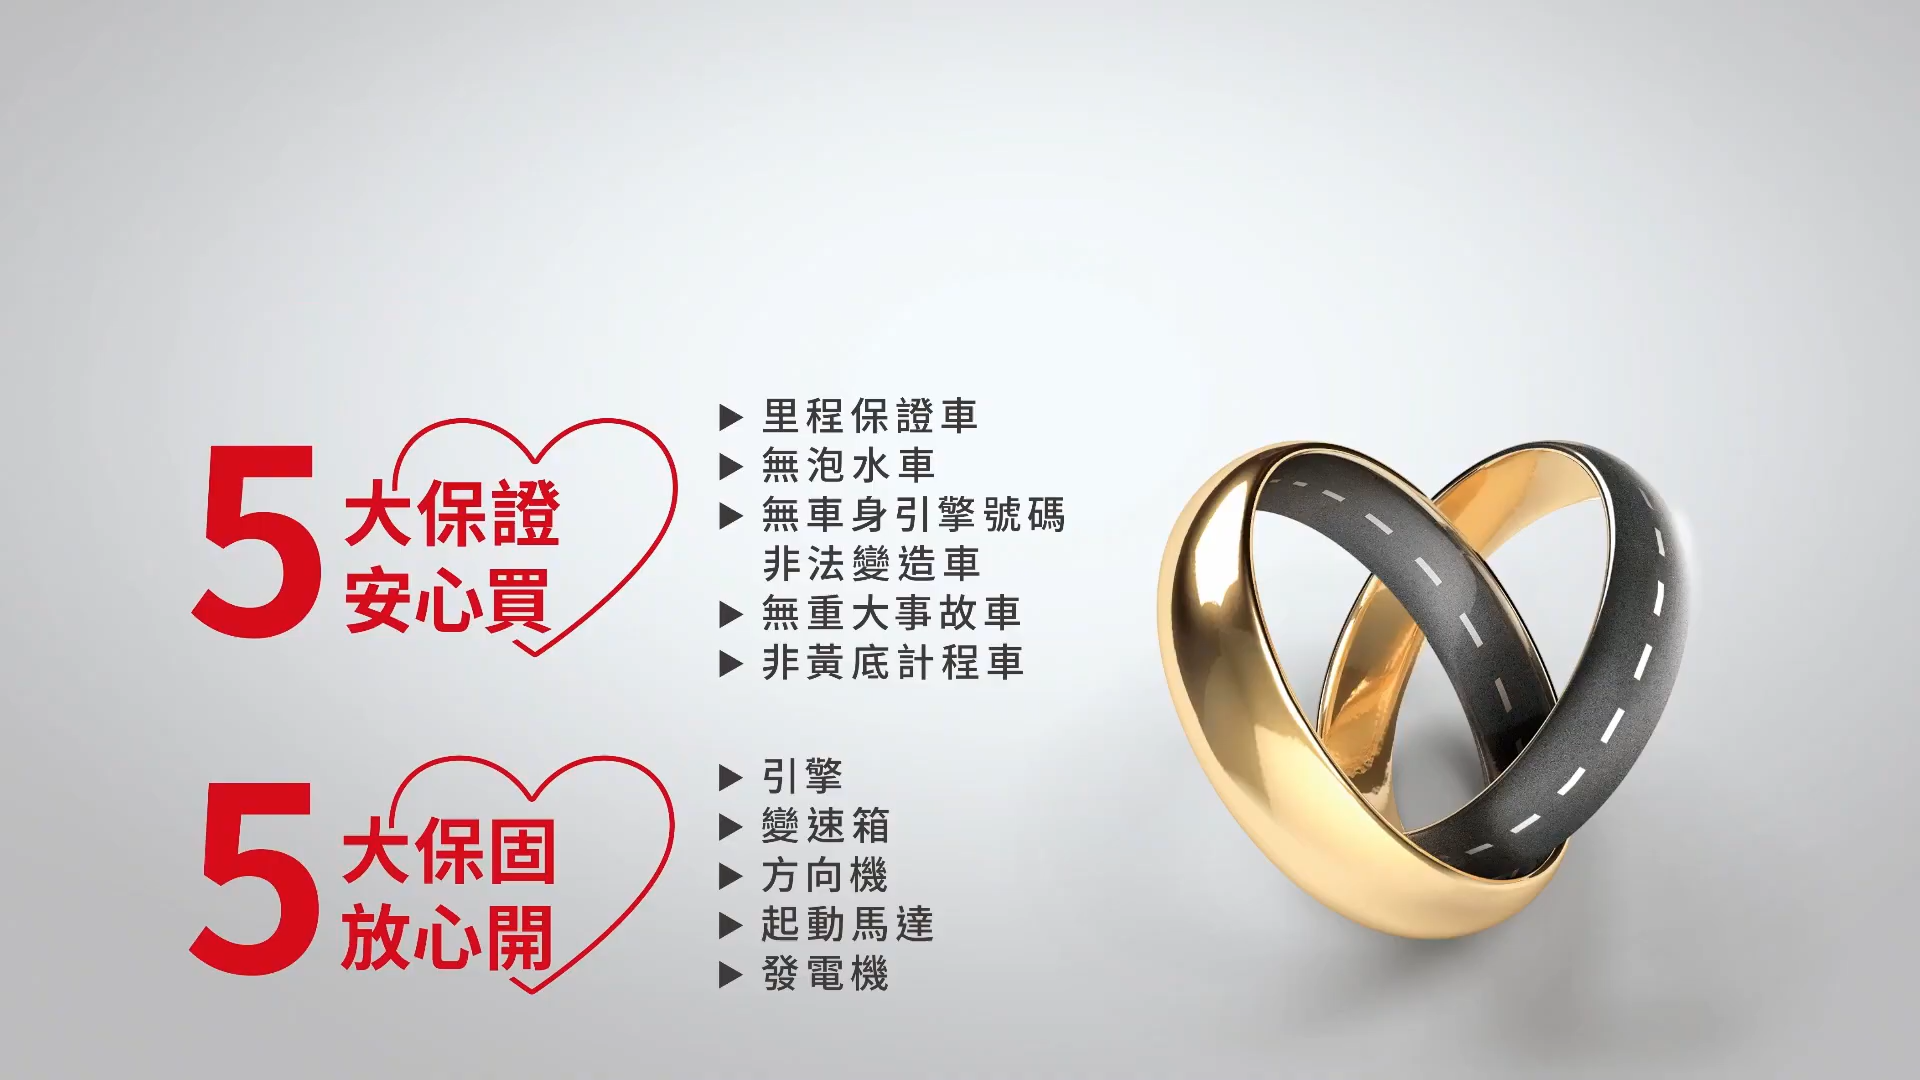 5大保證
安心買
▶ 里程保證車
▶ 無泡水車
▶ 無車身引擎號碼
非法變造車
▶ 無重大事故車
▶ 非黃底計程車
5大保固
放心開
▶ 引擎
▶ 變速箱
▶ 方向機
▶ 起動馬達
▶ 發電機